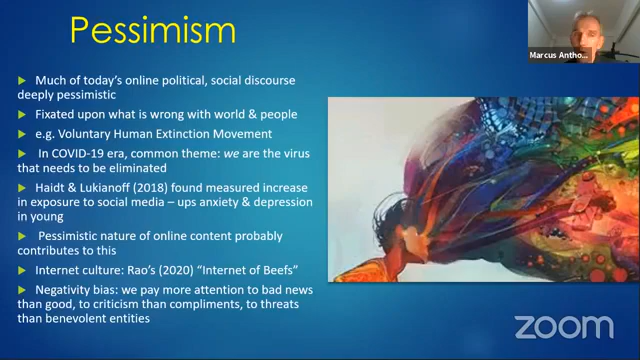 Pessimism
Marcus Antho...
Much of today's online political, social discourse
deeply pessimistic
Fixated upon what is wrong with world & people
e.g. Voluntary Human Extinction Movement
In COVID-19 era, common theme: we are the virus
that needs to be eliminated
Haidt & Lukianoff (2018) found measured increase
in exposure to social media – ups anxiety & depression
in young
Pessimistic nature of online content probably
contributes to this
Internet culture: Rao's (2020) "Internet of Beefs"
Negativity bias: we pay more attention to bad news
than good, to criticism than compliments, to threats
than benevolent entities
zoom